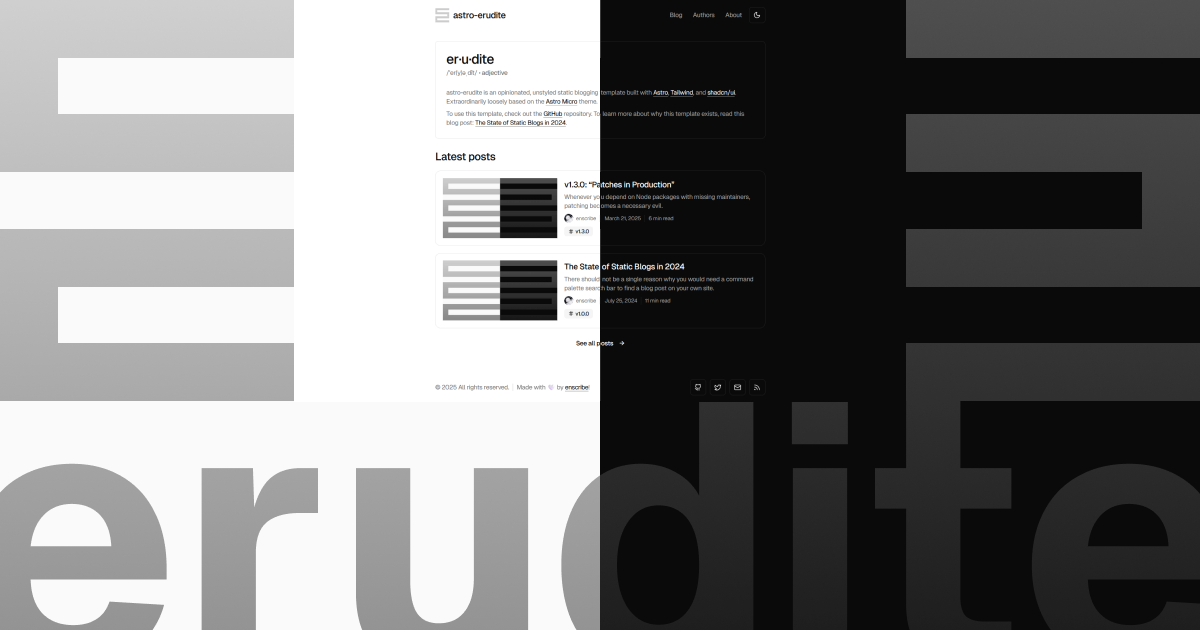 astro-erudite
Blog Authors About
er·u·dite
/ˈer(y)əˌdīt/ • adjective
astro-erudite is an opinionated, unstyled static blogging template built with Astro, Tailwind, and shadcn/ui.
Extraordinarily loosely based on the Astro Micro theme.
To use this template, check out the GitHub repository. To learn more about why this template exists, read this
blog post: The State of Static Blogs in 2024.
Latest posts
v1.3.0: “Patches in Production”
Whenever you depend on Node packages with missing maintainers,
patching becomes a necessary evil.
enscribe March 21, 2025 6 min read
# v1.3.0
The State of Static Blogs in 2024
There should not be a single reason why you would need a command
palette search bar to find a blog post on your own site.
enscribe July 25, 2024 11 min read
# v1.0.0
See all posts →
© 2025 All rights reserved. Made with by enscribe!
erudite